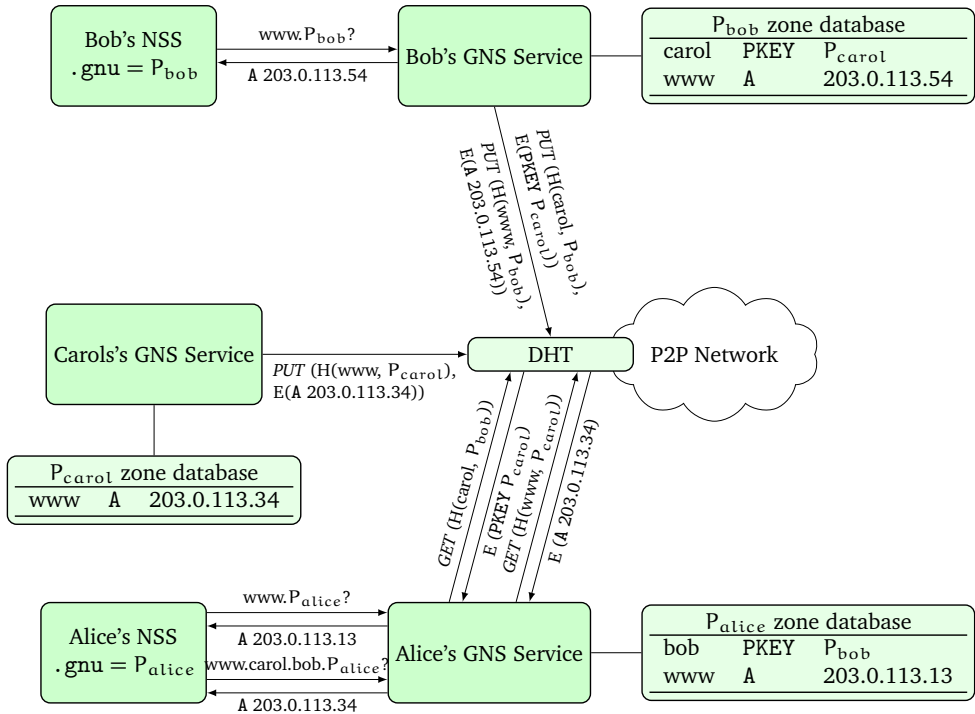 Bob's NSS
.gnu = P_bob
www.P_bob?
A 203.0.113.54
Bob's GNS Service
P_bob zone database
carol PKEY P_carol
www A 203.0.113.54
PUT (H(carol, P_bob),
E(PKEY P_carol))
PUT (H(www, P_bob),
E(A 203.0.113.54))
Carols's GNS Service
PUT (H(www, P_carol),
E(A 203.0.113.34))
DHT
P2P Network
P_carol zone database
www A 203.0.113.34
GET (H(carol, P_bob))
E (PKEY P_carol)
GET (H(www, P_carol))
E (A 203.0.113.34)
Alice's NSS
.gnu = P_alice
www.P_alice?
A 203.0.113.13
www.carol.bob.P_alice?
A 203.0.113.34
Alice's GNS Service
P_alice zone database
bob PKEY P_bob
www A 203.0.113.13